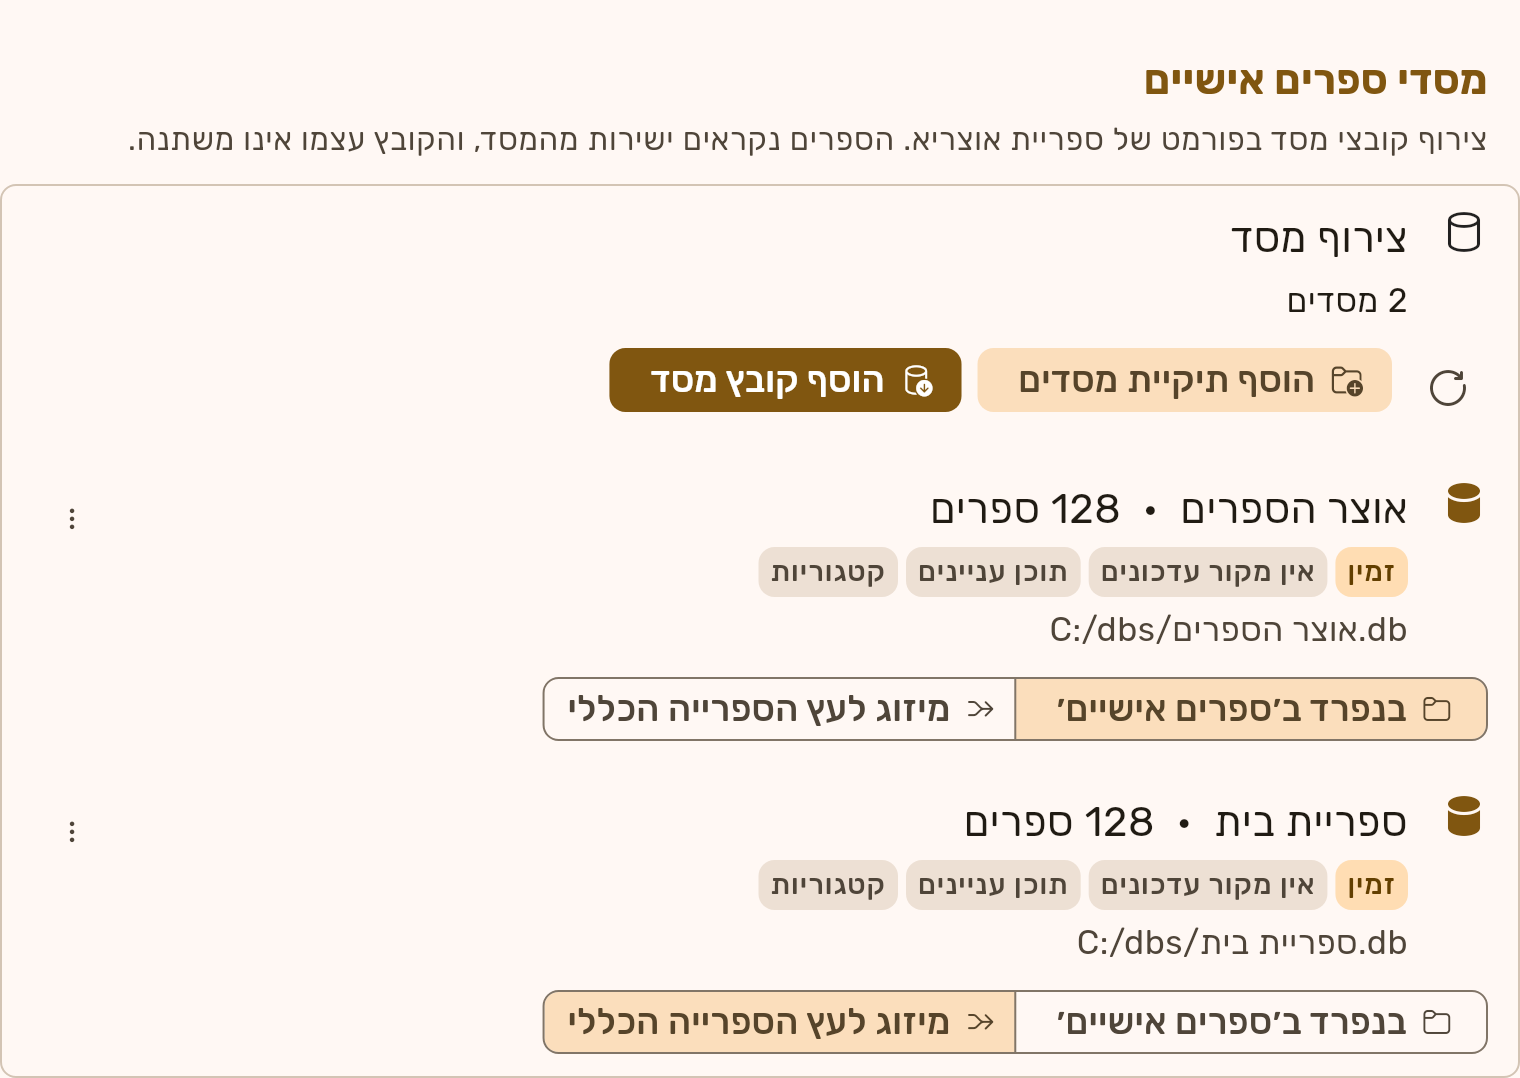 מסדי ספרים אישיים
צירוף קובצי מסד בפורמט של ספריית אוצריא. הספרים נקראים ישירות מהמסד, והקובץ עצמו אינו משתנה.
צירוף מסד
2 מסדים
הוסף תיקיית מסדים
הוסף קובץ מסד
אוצר הספרים • 128 ספרים
זמין
אין מקור עדכונים
תוכן עניינים
קטגוריות
C:/dbs/אוצר הספרים.db
בנפרד ב׳ספרים אישיים׳
מיזוג לעץ הספרייה הכללי
ספריית בית • 128 ספרים
זמין
אין מקור עדכונים
תוכן עניינים
קטגוריות
C:/dbs/ספריית בית.db
בנפרד ב׳ספרים אישיים׳
מיזוג לעץ הספרייה הכללי